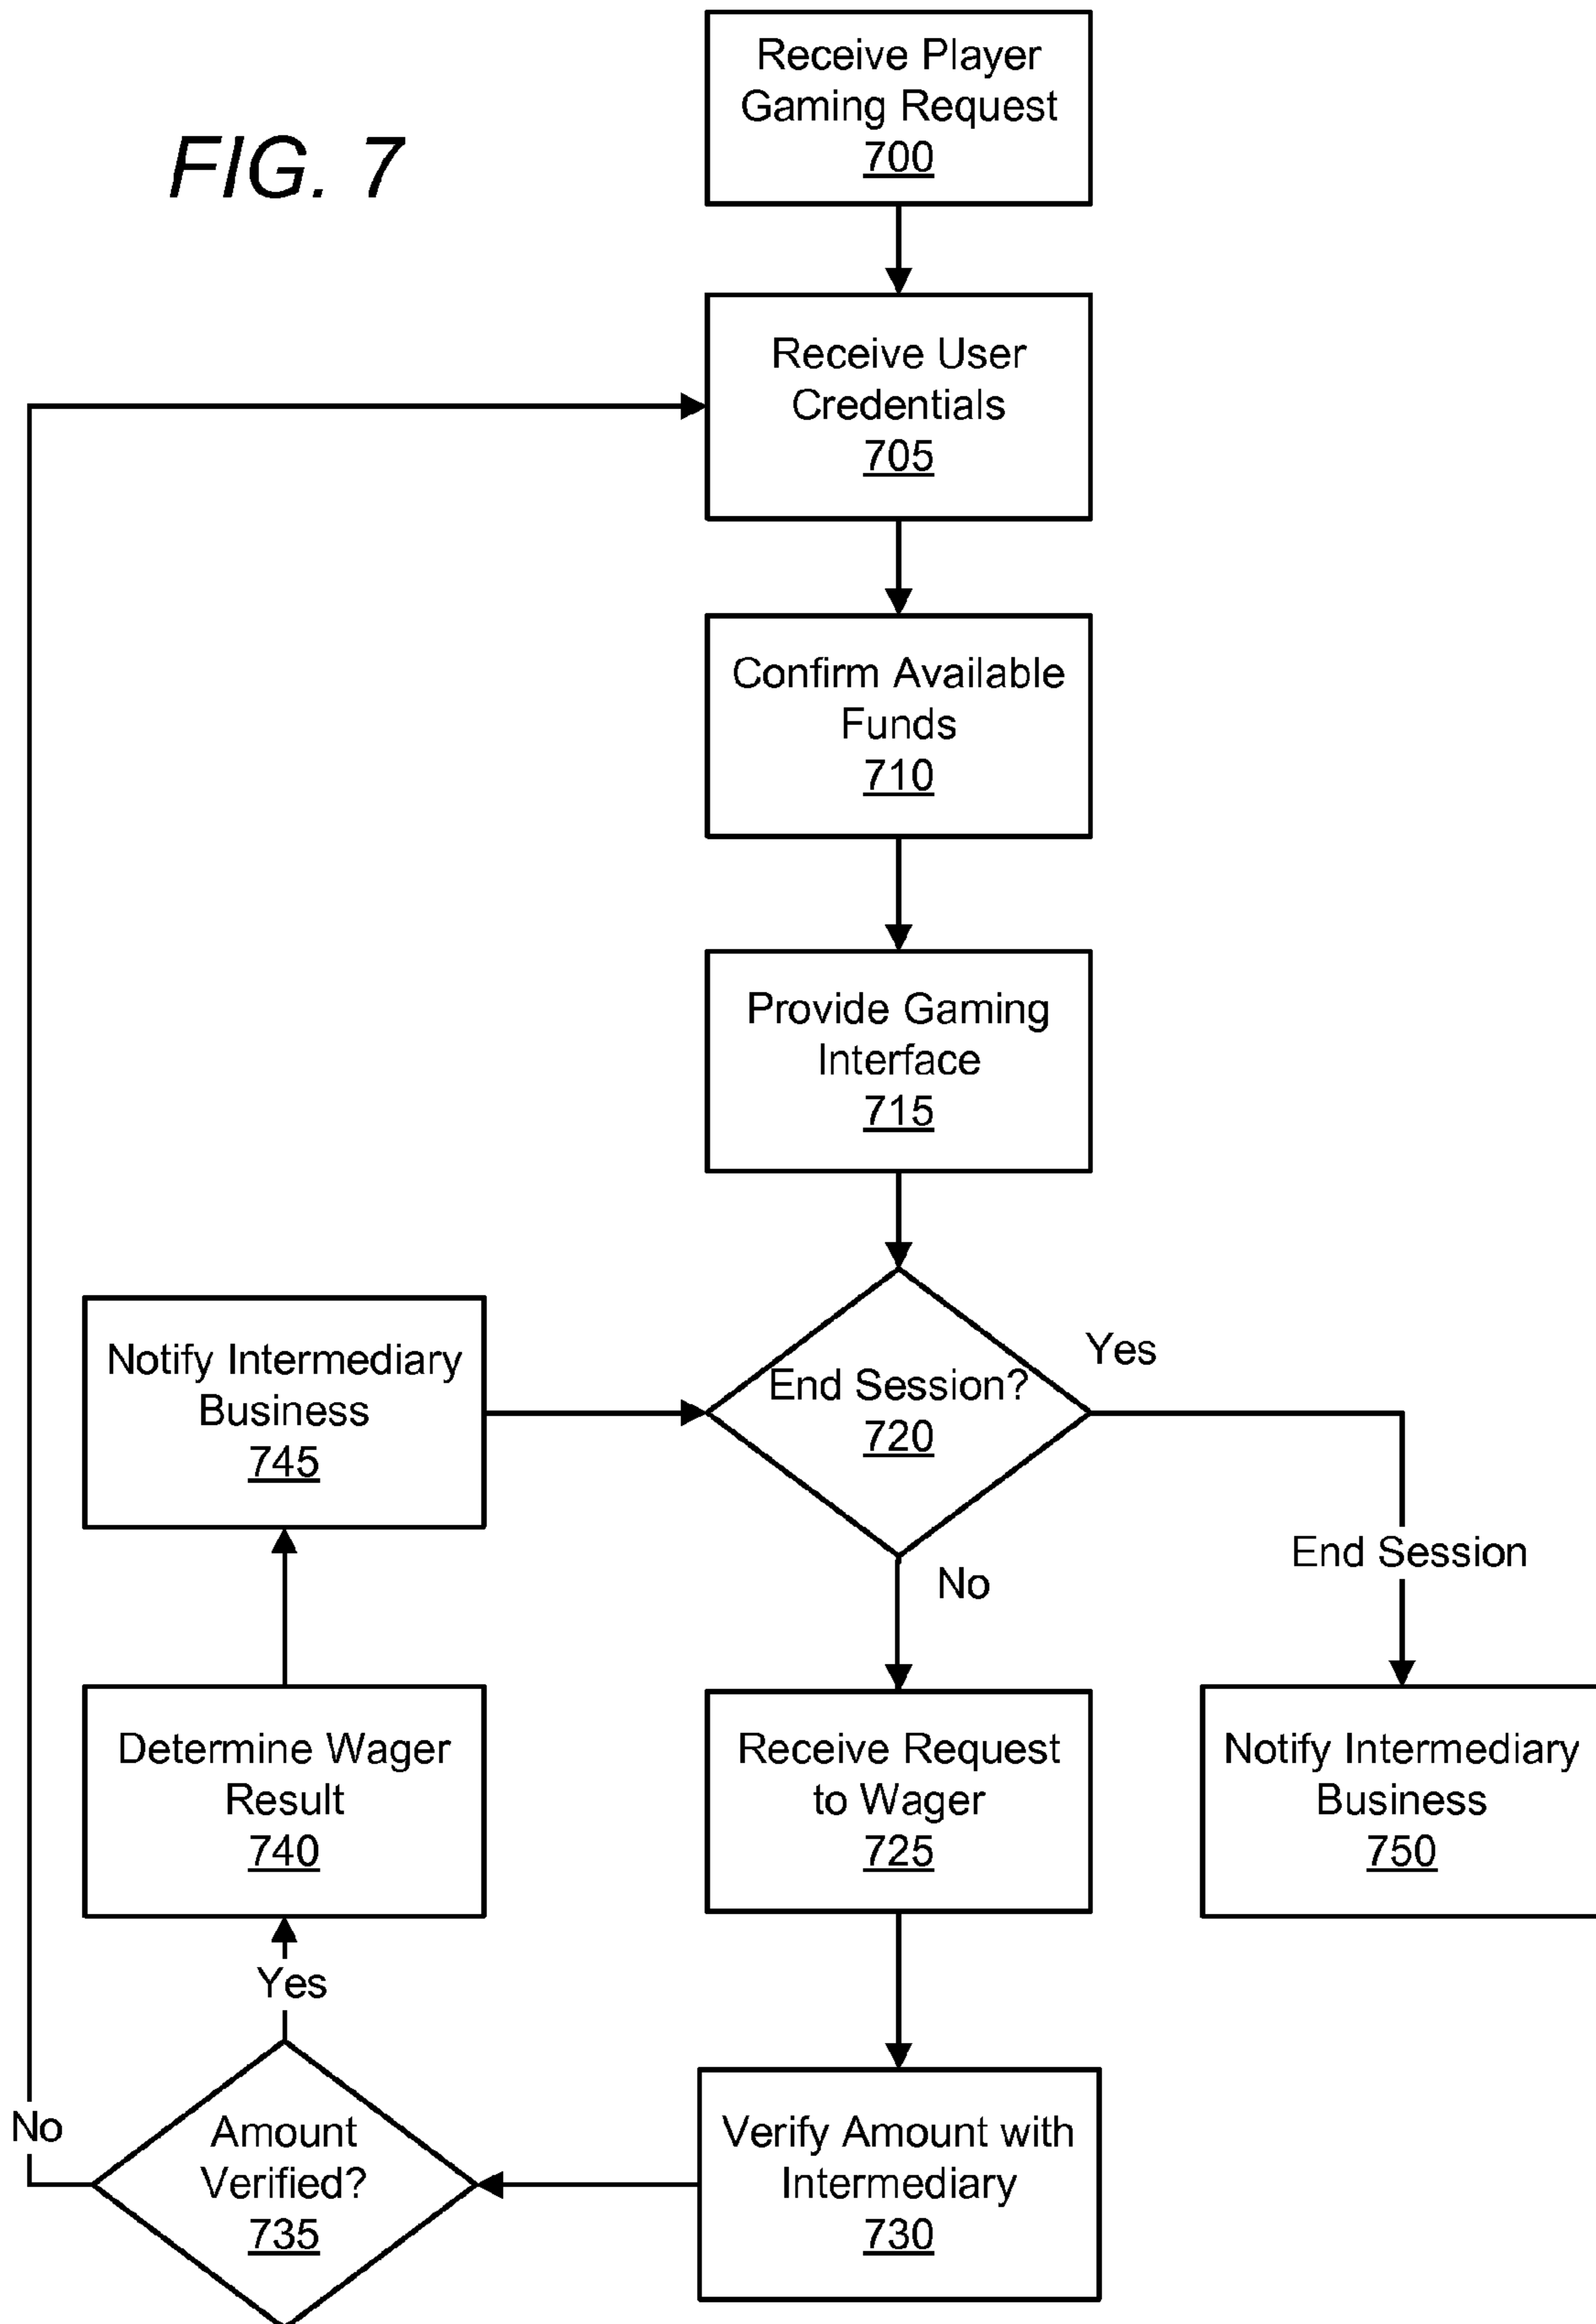 FIG. 7
Receive Player
Gaming Request
700
Receive User
Credentials
705
Confirm Available
Funds
710
Provide Gaming
Interface
715
End Session?
720
Yes
No
End Session
Notify Intermediary
Business
745
Determine Wager
Result
740
Receive Request
to Wager
725
Notify Intermediary
Business
750
Yes
No
Amount
Verified?
735
Verify Amount with
Intermediary
730